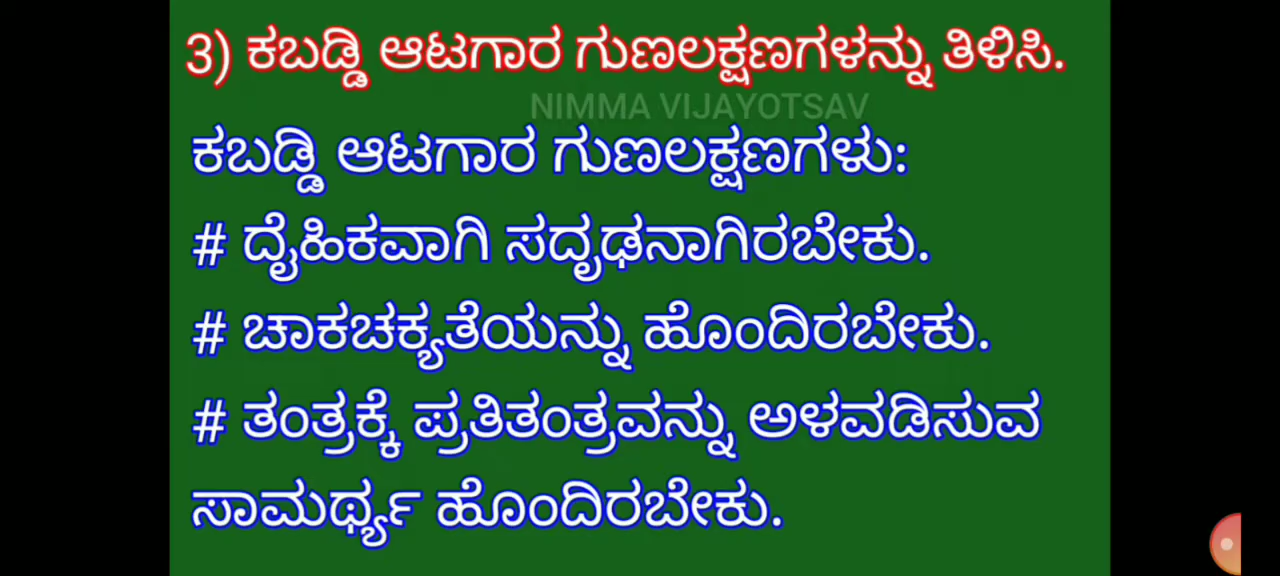 3) ಕಬಡ್ಡಿ ಆಟಗಾರ ಗುಣಲಕ್ಷಣಗಳನ್ನು ತಿಳಿಸಿ.
NIMMA VIJAYOTSAV
ಕಬಡ್ಡಿ ಆಟಗಾರ ಗುಣಲಕ್ಷಣಗಳು:
# ದೈಹಿಕವಾಗಿ ಸದೃಢನಾಗಿರಬೇಕು.
# ಚಾಕಚಕ್ಯತೆಯನ್ನು ಹೊಂದಿರಬೇಕು.
# ತಂತ್ರಕ್ಕೆ ಪ್ರತಿತಂತ್ರವನ್ನು ಅಳವಡಿಸುವ
ಸಾಮರ್ಥ್ಯ ಹೊಂದಿರಬೇಕು.